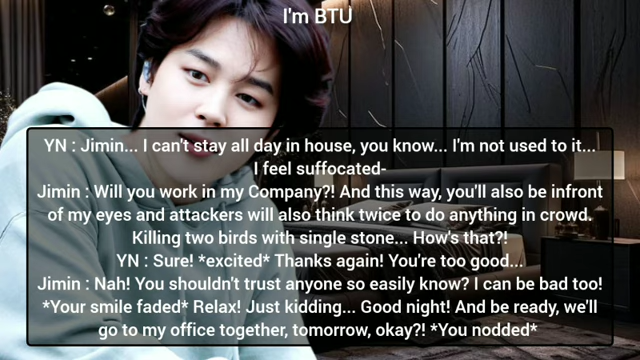 I'm BTU
YN : Jimin... I can't stay all day in house, you know... I'm not used to it...
I feel suffocated-
Jimin : Will you work in my Company?! And this way, you'll also be infront
of my eyes and attackers will also think twice to do anything in crowd.
Killing two birds with single stone... How's that?!
YN : Sure! *excited* Thanks again! You're too good...
Jimin : Nah! You shouldn't trust anyone so easily know? I can be bad too!
*Your smile faded* Relax! Just kidding... Good night! And be ready, we'll
go to my office together, tomorrow, okay?! *You nodded*